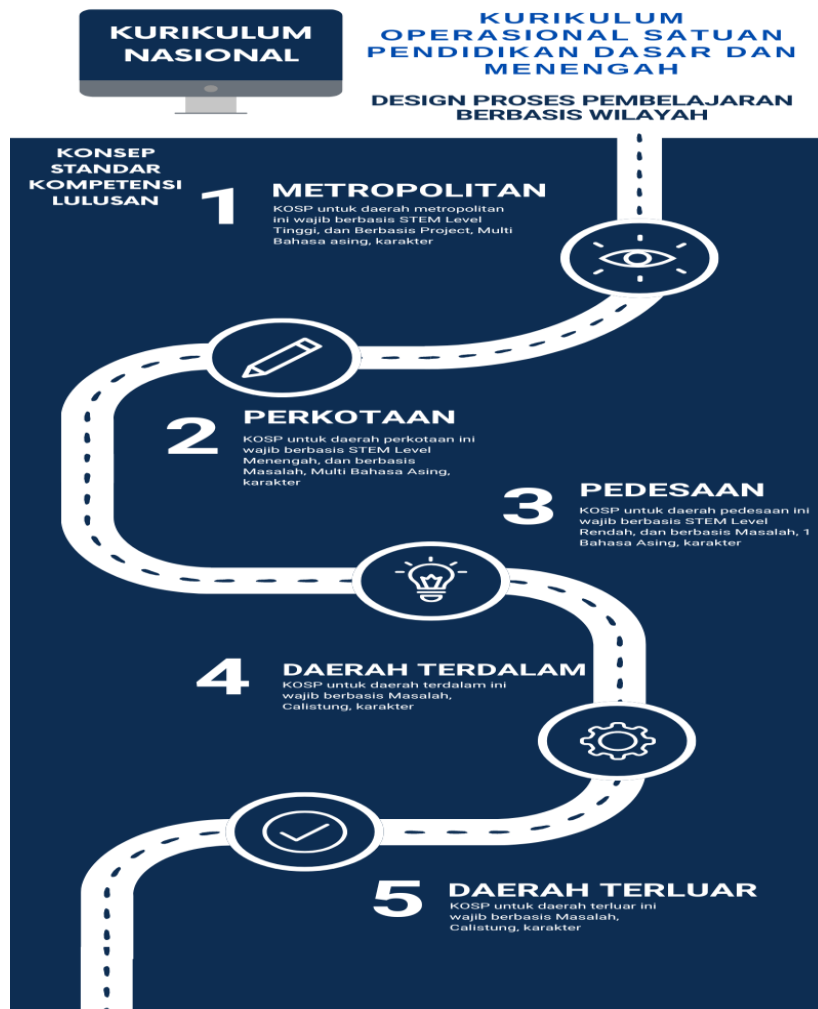 KURIKULUM
NASIONAL
KURIKULUM
OPERASIONAL SATUAN
PENDIDIKAN DASAR DAN
MENENGAH
DESIGN PROSES PEMBELAJARAN
BERBASIS WILAYAH
KONSEP
STANDAR
KOMPETENSI
LULUSAN
1
METROPOLITAN
KOSP untuk daerah metropolitan
ini wajib berbasis STEM Level
Tinggi, dan Berbasis Project, Multi
Bahasa asing, karakter
2
PERKOTAAN
KOSP untuk daerah perkotaan ini
wajib berbasis STEM Level
Menengah, dan berbasis
Masalah, Multi Bahasa Asing,
karakter
3
PEDESAAN
KOSP untuk daerah pedesaan ini
wajib berbasis STEM Level
Rendah, dan berbasis Masalah, 1
Bahasa Asing, karakter
4
DAERAH TERDALAM
KOSP untuk daerah terdalam ini
wajib berbasis Masalah,
Calistung, karakter
5
DAERAH TERLUAR
KOSP untuk daerah terluar ini
wajib berbasis Masalah,
Calistung, karakter